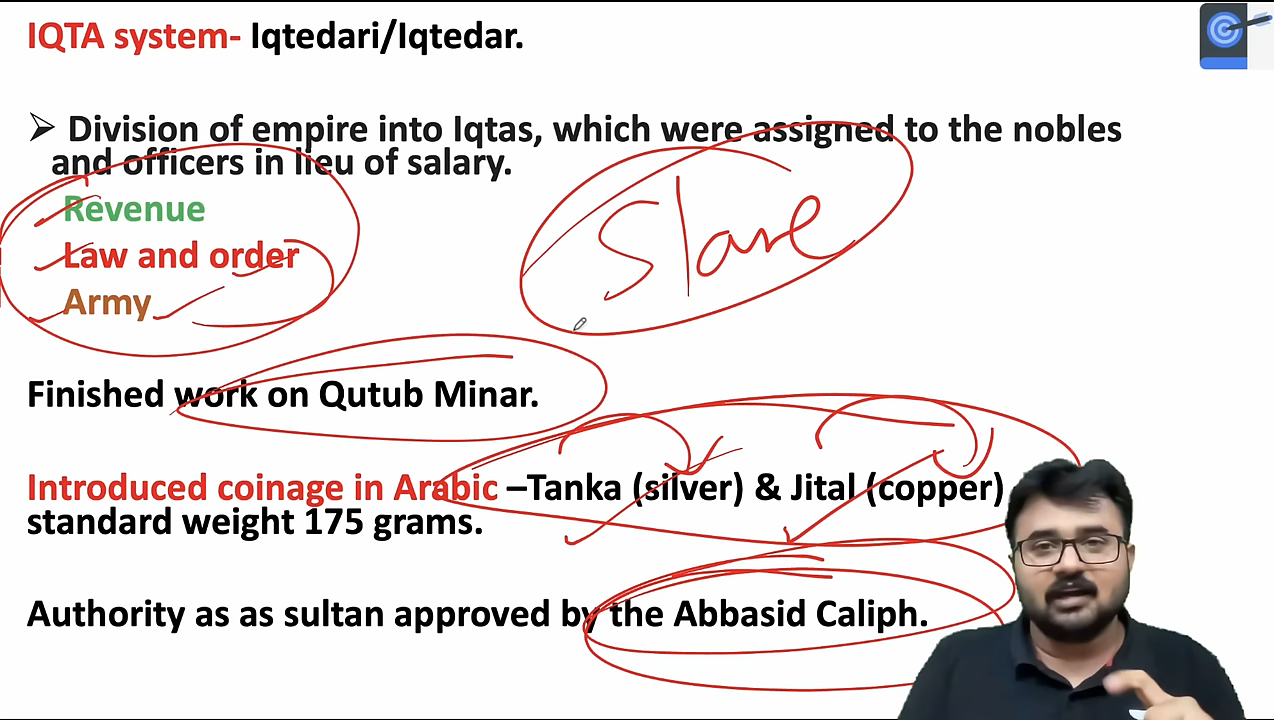 IQTA system- Iqtedari/Iqtedar.
➢ Division of empire into Iqtas, which were assigned to the nobles
and officers in lieu of salary.
Revenue
Law and order
Army
Slave
Finished work on Qutub Minar.
Introduced coinage in Arabic –Tanka (silver) & Jital (copper)
standard weight 175 grams.
Authority as as sultan approved by the Abbasid Caliph.